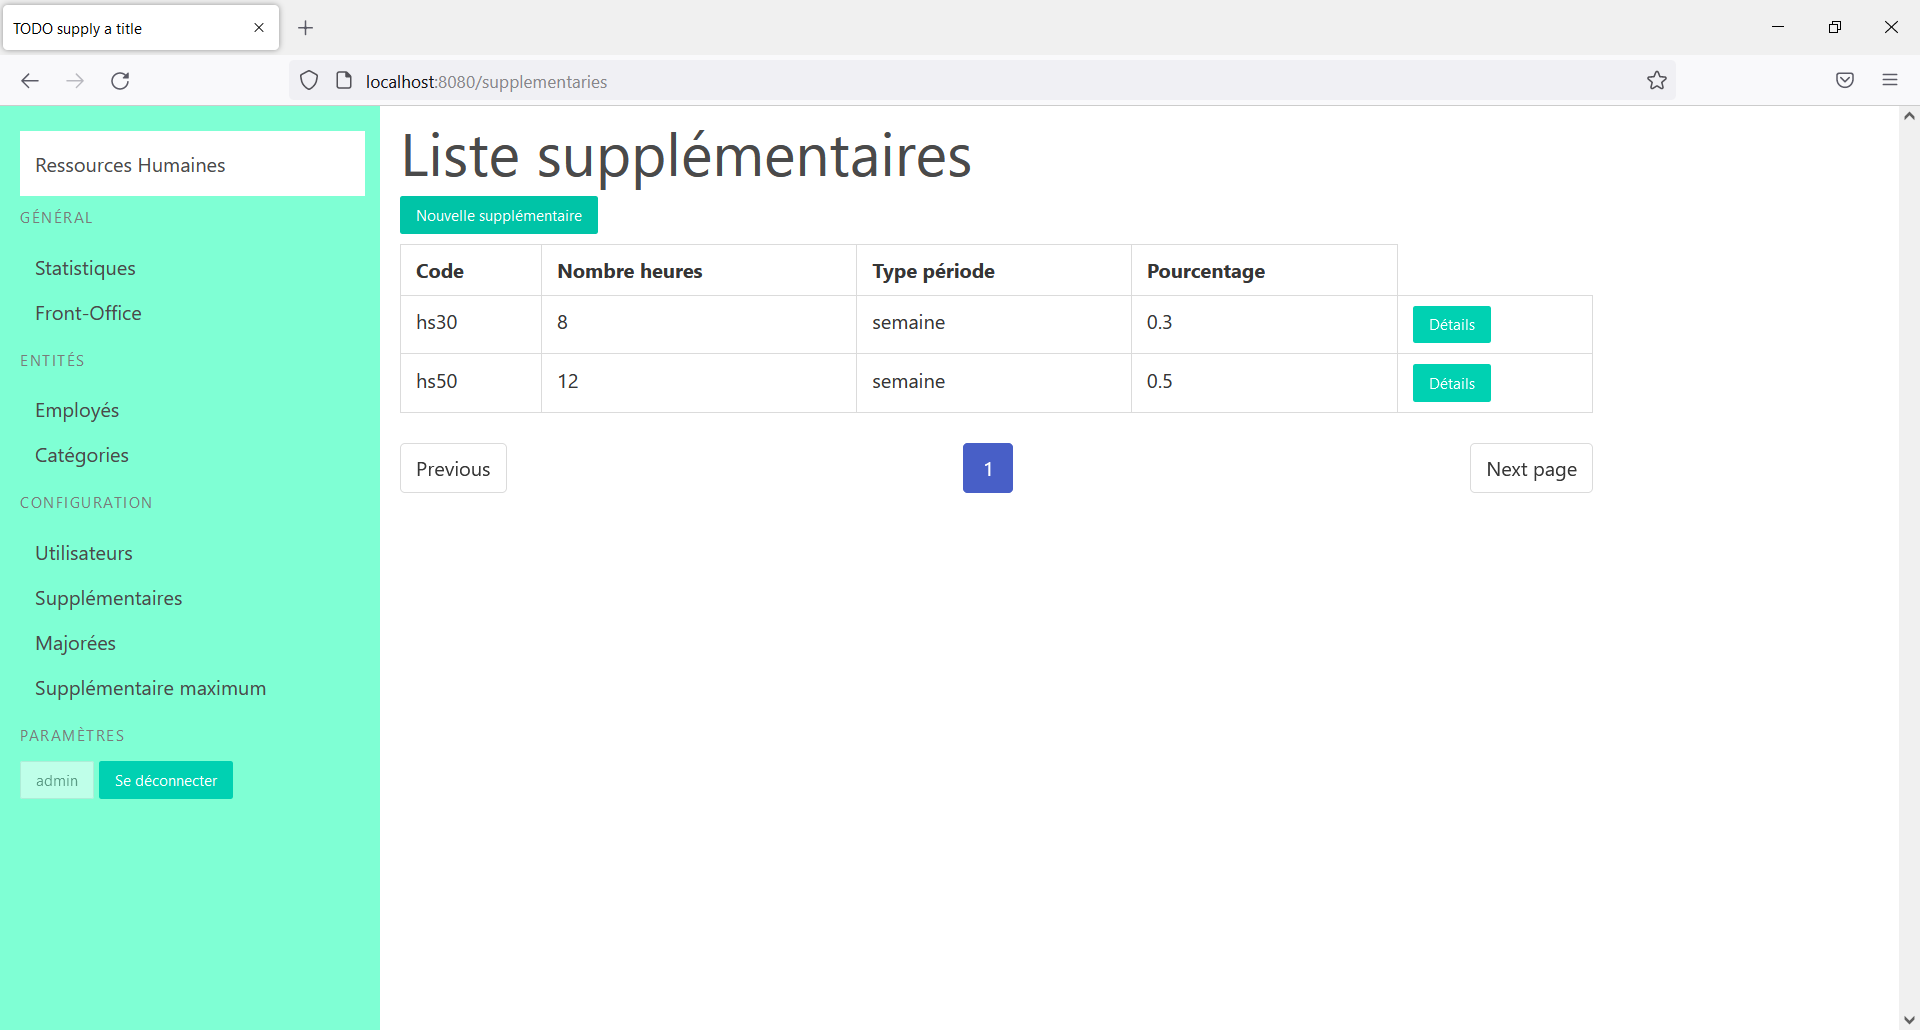 TODO supply a title
localhost:8080/supplementaries
Ressources Humaines
GÉNÉRAL
Statistiques
Front-Office
ENTITÉS
Employés
Catégories
CONFIGURATION
Utilisateurs
Supplémentaires
Majorées
Supplémentaire maximum
PARAMÈTRES
admin Se déconnecter
Liste supplémentaires
Nouvelle supplémentaire
Code Nombre heures Type période Pourcentage
hs30 8 semaine 0.3 Détails
hs50 12 semaine 0.5 Détails
Previous 1 Next page